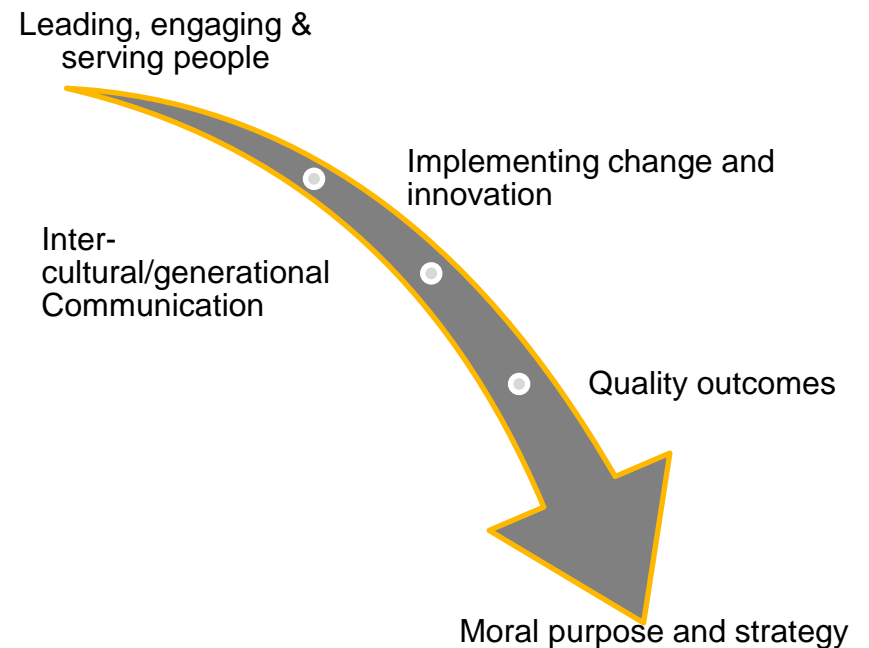 Leading, engaging &
serving people
Implementing change and
innovation
Inter-
cultural/generational
Communication
Quality outcomes
Moral purpose and strategy